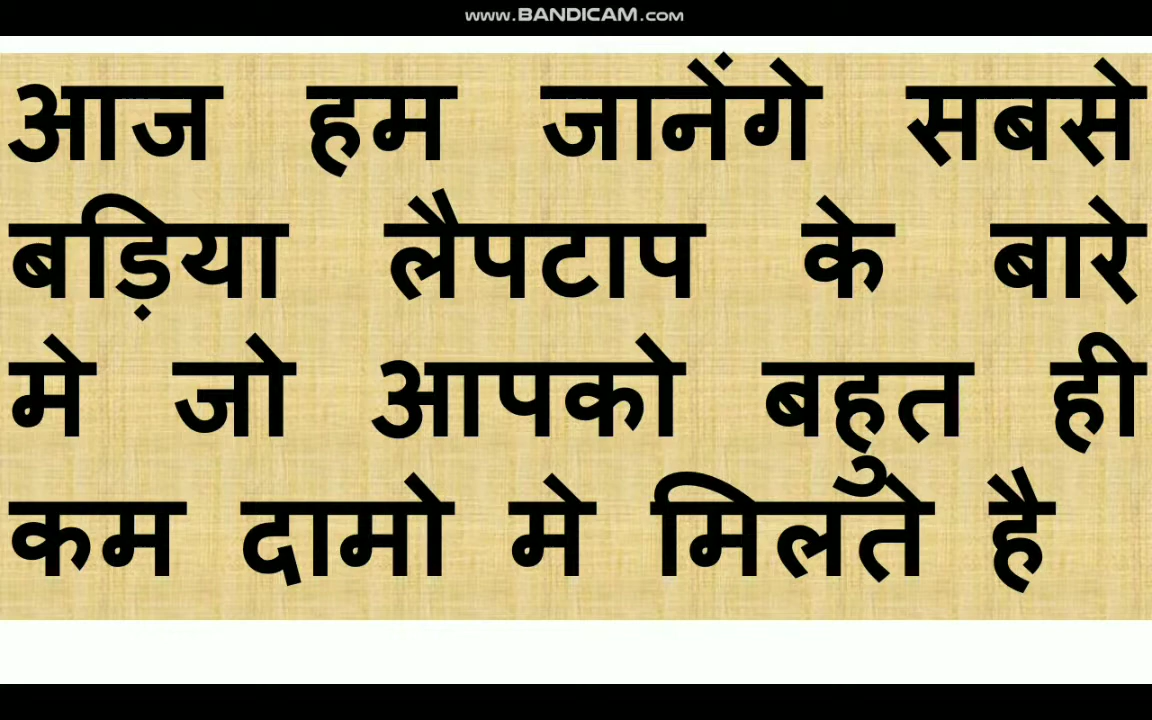 www.BANDICAM.com
आज हम जानेंगे सबसे
बड़िया लैपटाप के बारे
मे जो आपको बहुत ही
कम दामो मे मिलते है